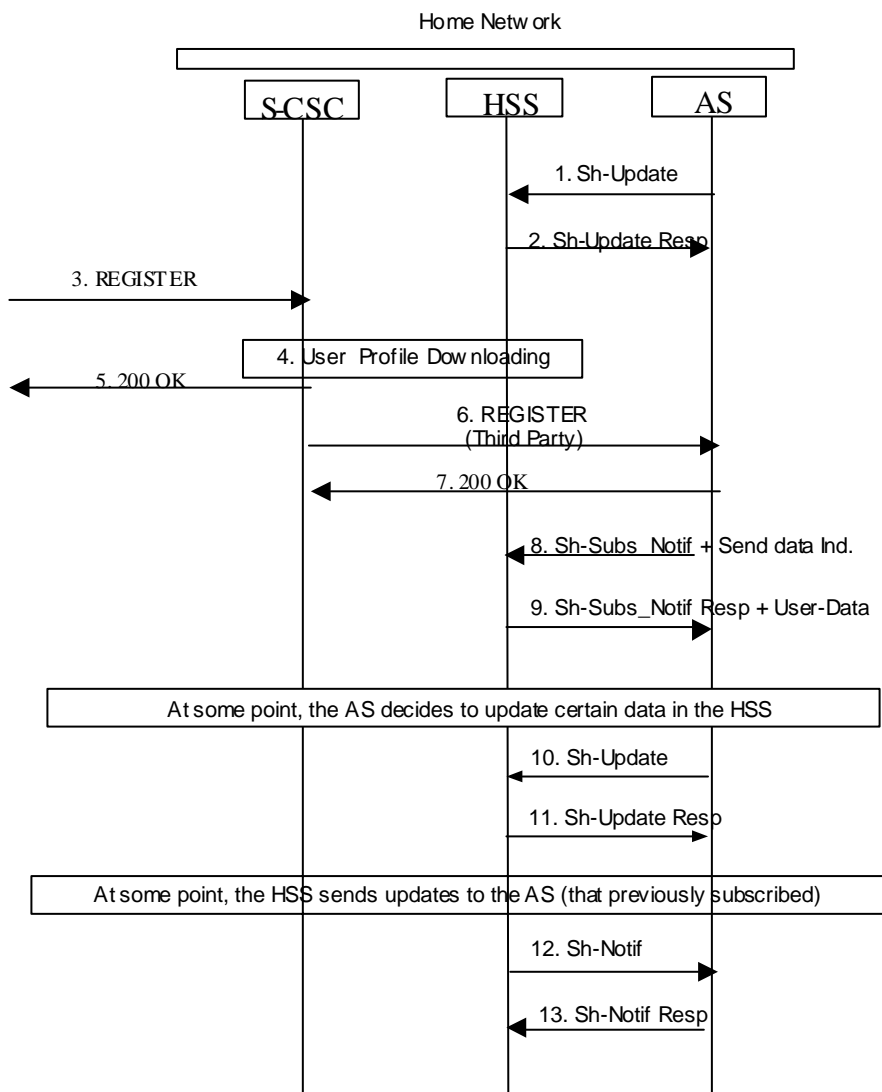 Home Network
S-CSC
HSS
AS
1. Sh-Update
2. Sh-Update Resp
3. REGISTER
4. User Profile Downloading
5. 200 OK
6. REGISTER
(Third Party)
7. 200 OK
8. Sh-Subs_Notif + Send data Ind.
9. Sh-Subs_Notif Resp + User-Data
At some point, the AS decides to update certain data in the HSS
10. Sh-Update
11. Sh-Update Resp
At some point, the HSS sends updates to the AS (that previously subscribed)
12. Sh-Notif
13. Sh-Notif Resp